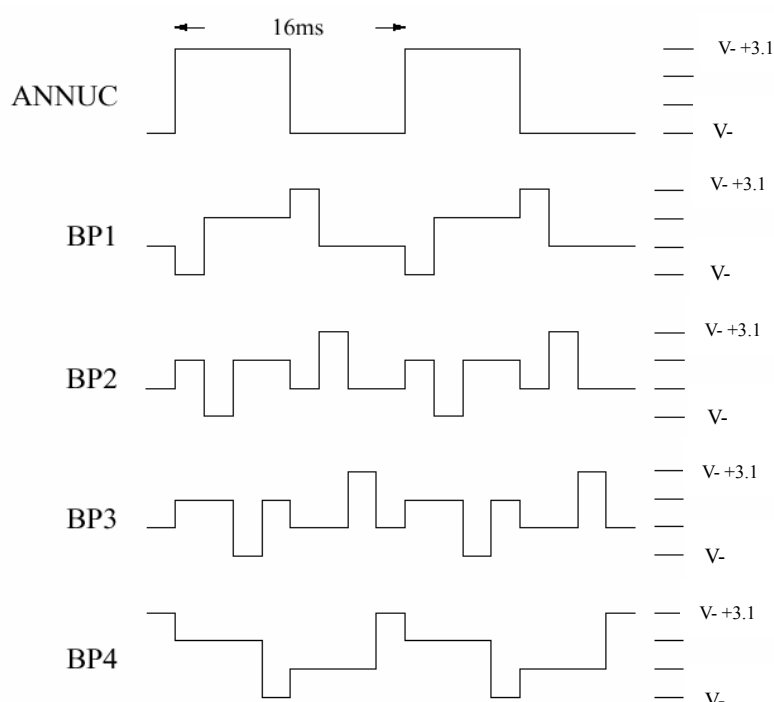 16ms
V- +3.1
ANNUC
V-
V- +3.1
BP1
V-
V- +3.1
BP2
V-
V- +3.1
BP3
V-
V- +3.1
BP4
V-